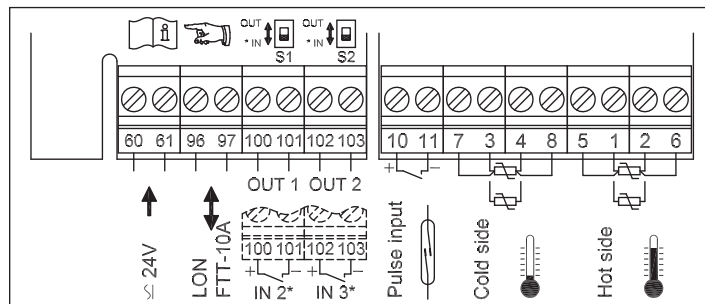 OUT OUT
* IN * IN
S1 S2
60 61 96 97 100 101 102 103
10 11 7 3 4 8 5 1 2 6
OUT 1 OUT 2
+ −
24V
LON
FTT-10A
100 101 102 103
+ − + −
IN 2* IN 3*
Pulse input
Cold side
Hot side